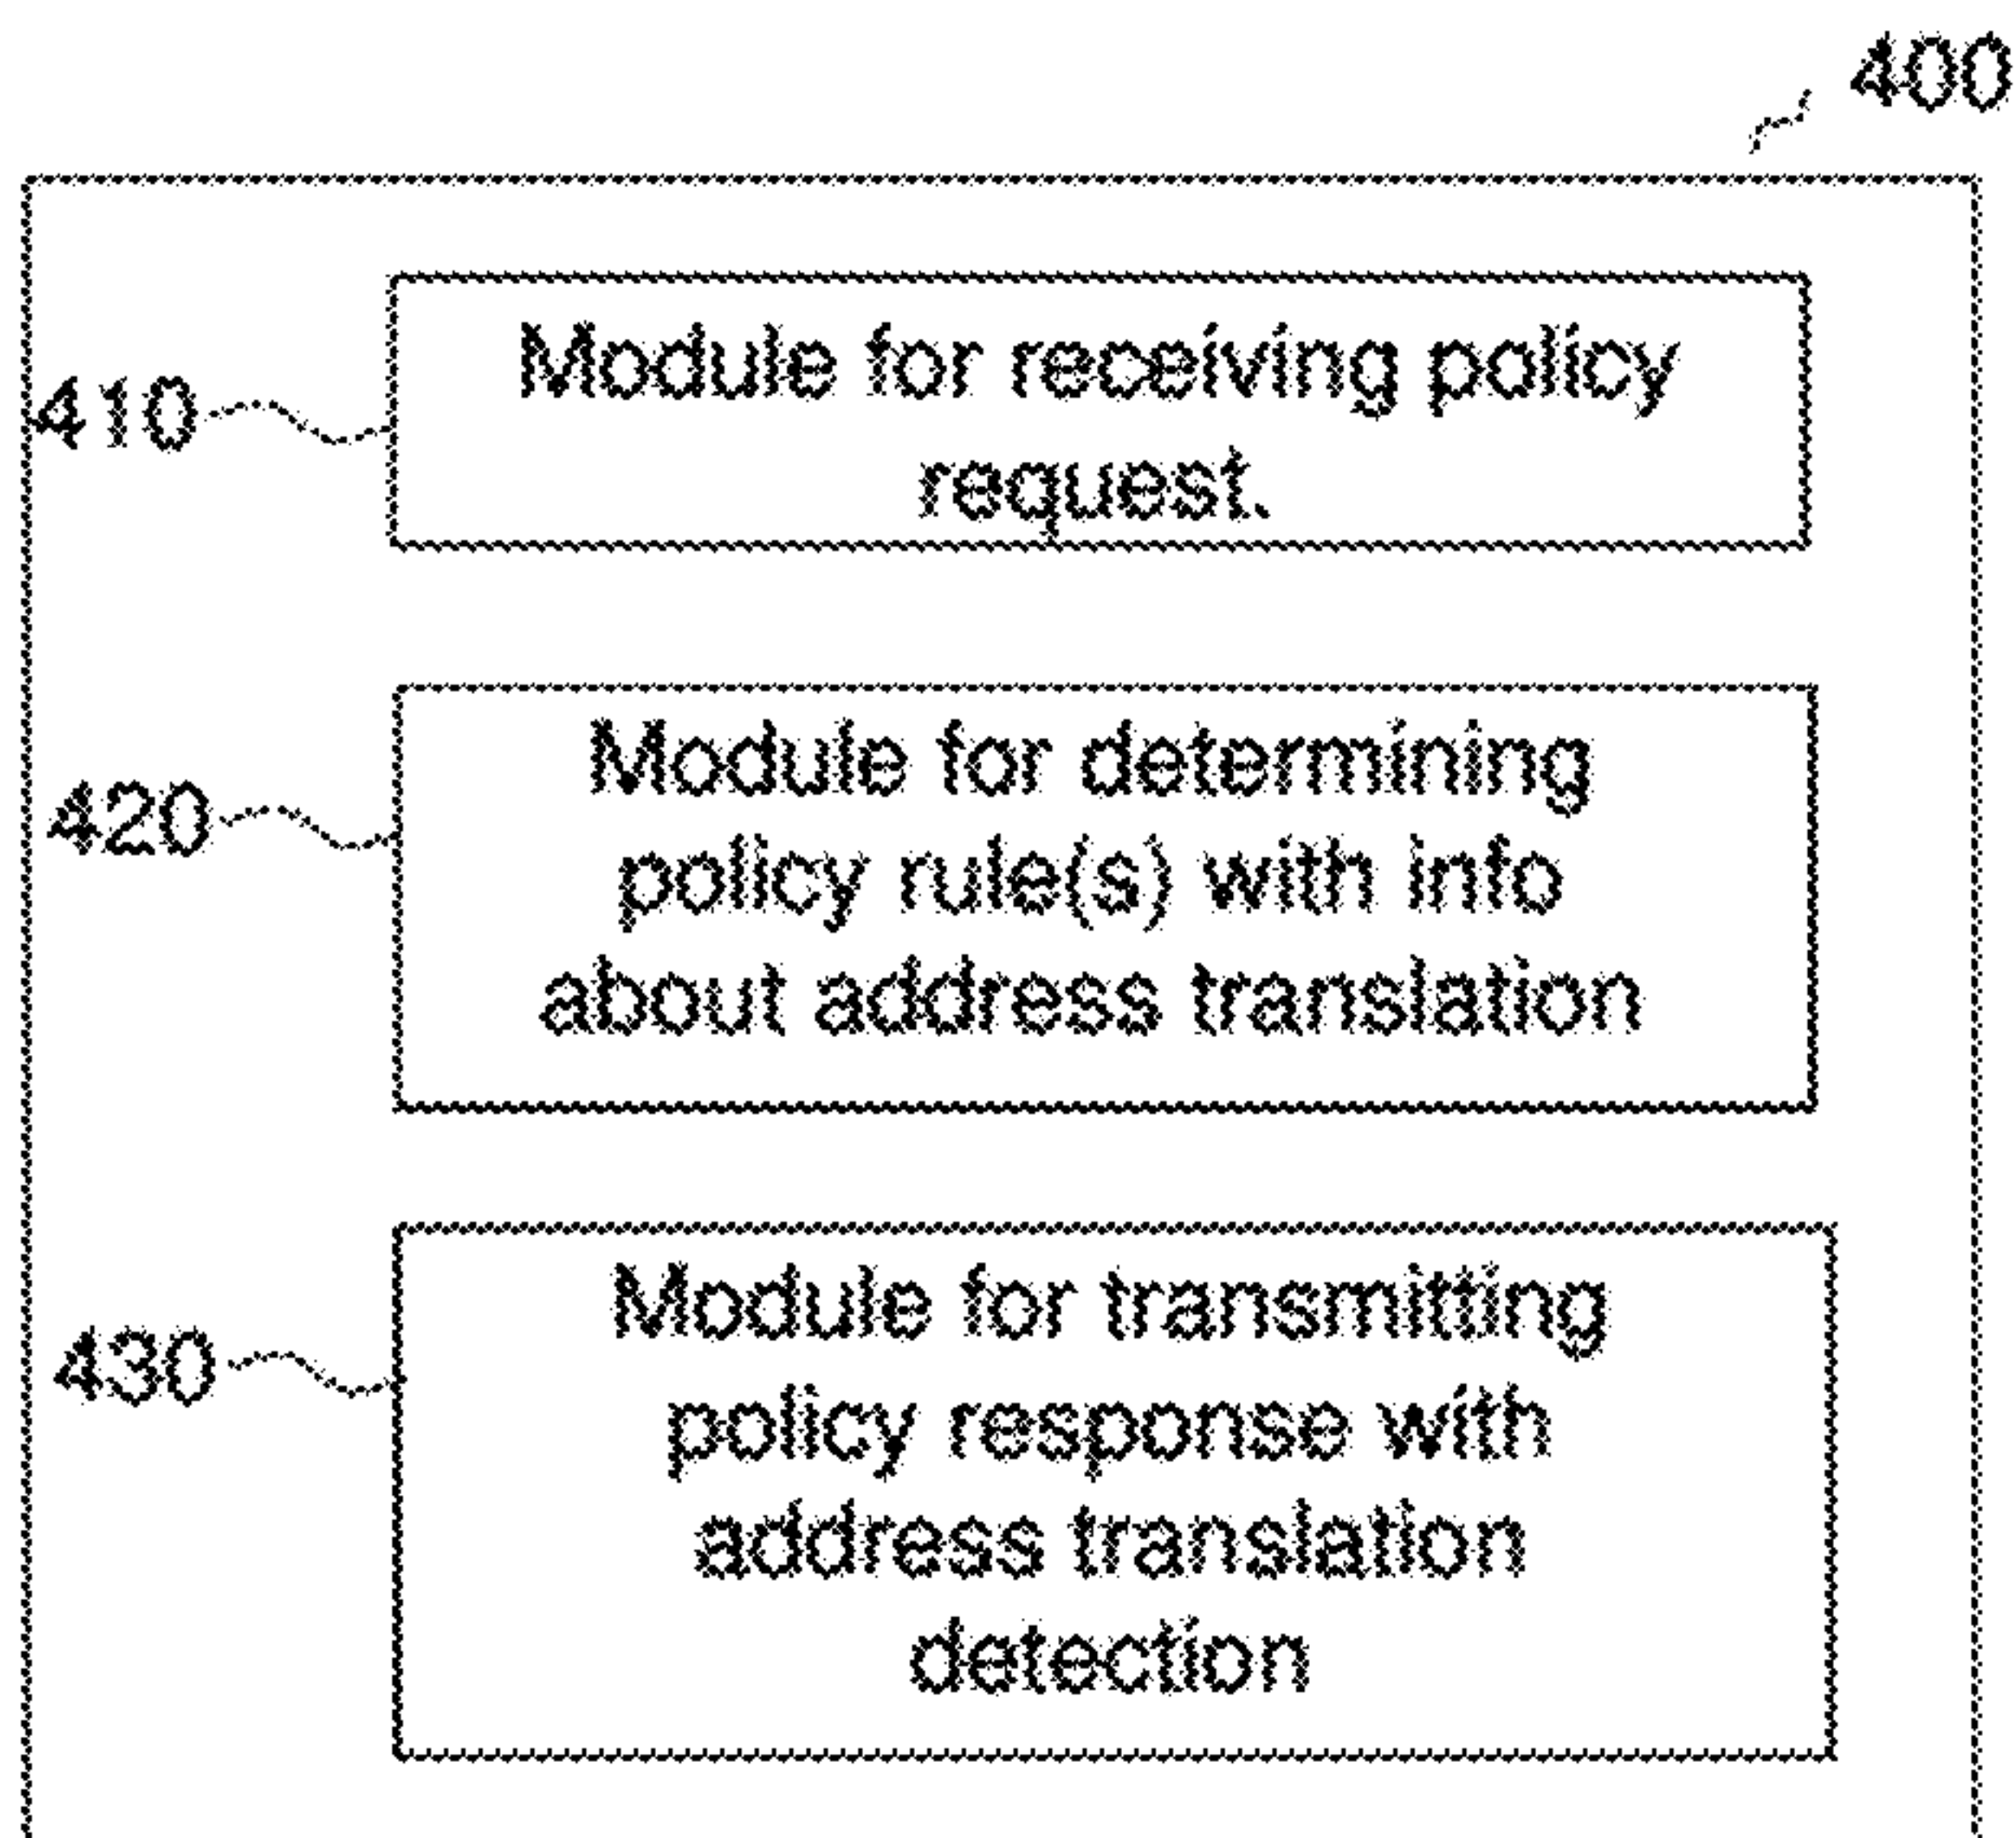 400
410
Module for receiving policy
request.
420
Module for determining
policy rule(s) with info
about address translation
430
Module for transmitting
policy response with
address translation
detection